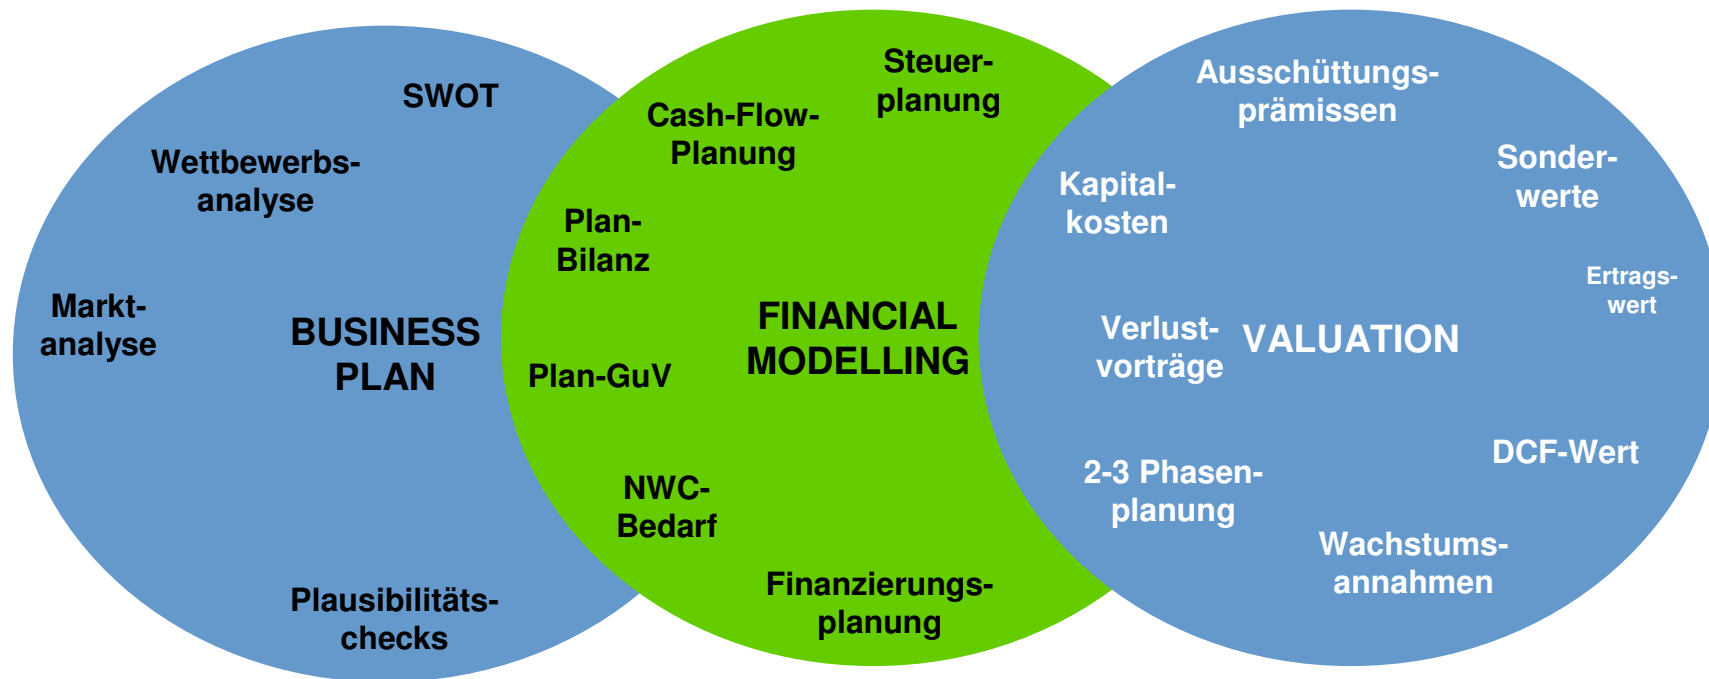 SWOT
Wettbewerbs-
analyse
Markt-
analyse
BUSINESS
PLAN
Plausibilitäts-
checks
Steuer-
planung
Cash-Flow-
Planung
Plan-
Bilanz
FINANCIAL
MODELLING
Plan-GuV
NWC-
Bedarf
Finanzierungs-
planung
Ausschüttungs-
prämissen
Sonder-
werte
Kapital-
kosten
Ertrags-
wert
Verlust-
vorträge
VALUATION
DCF-Wert
2-3 Phasen-
planung
Wachstums-
annahmen